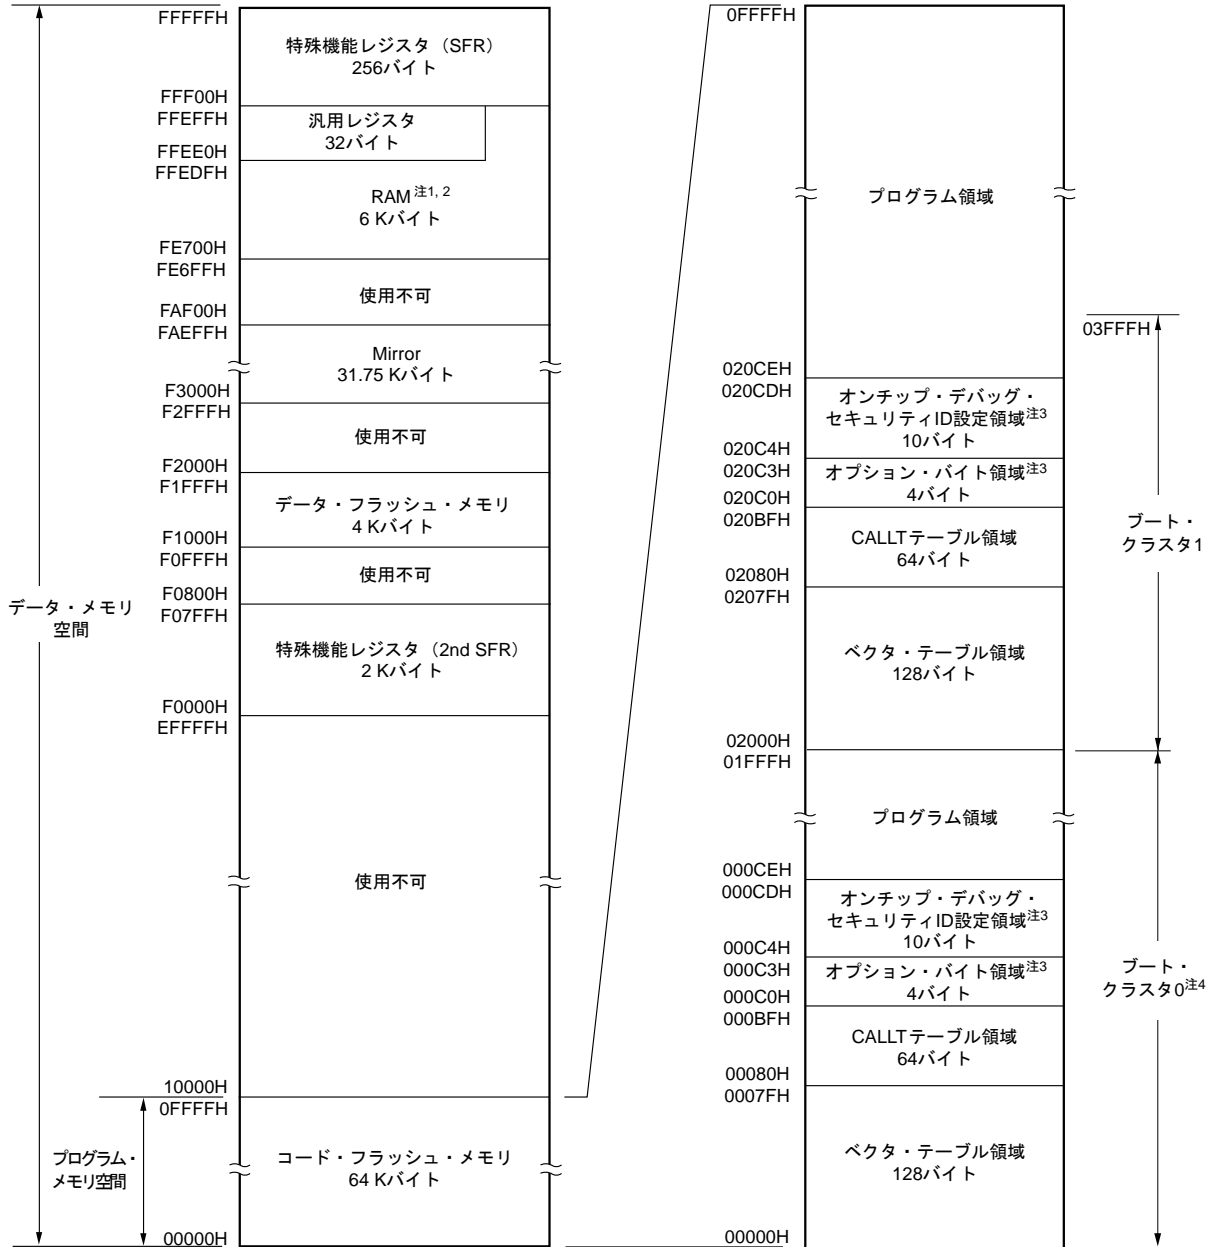 FFFFFH
特殊機能レジスタ（SFR）
256バイト
FFF00H
FFEFFH
汎用レジスタ
32バイト
FFEE0H
FFEDFH
RAM注1, 2
6 Kバイト
FE700H
FE6FFH
使用不可
FAF00H
FAEFFH
Mirror
31.75 Kバイト
F3000H
F2FFFH
使用不可
F2000H
F1FFFH
データ・フラッシュ・メモリ
4 Kバイト
F1000H
F0FFFH
使用不可
F0800H
F07FFH
データ・メモリ
空間
特殊機能レジスタ（2nd SFR）
2 Kバイト
F0000H
EFFFFH
使用不可
10000H
0FFFFH
プログラム・
メモリ空間
コード・フラッシュ・メモリ
64 Kバイト
00000H
0FFFFH
プログラム領域
03FFFH
020CEH
020CDH
オンチップ・デバッグ・
セキュリティID設定領域注3
10バイト
020C4H
020C3H
オプション・バイト領域注3
4バイト
020C0H
020BFH
CALLTテーブル領域
64バイト
ブート・
クラスタ1
02080H
0207FH
ベクタ・テーブル領域
128バイト
02000H
01FFFH
プログラム領域
000CEH
000CDH
オンチップ・デバッグ・
セキュリティID設定領域注3
10バイト
000C4H
000C3H
オプション・バイト領域注3
4バイト
ブート・
クラスタ0注4
000C0H
000BFH
CALLTテーブル領域
64バイト
00080H
0007FH
ベクタ・テーブル領域
128バイト
00000H